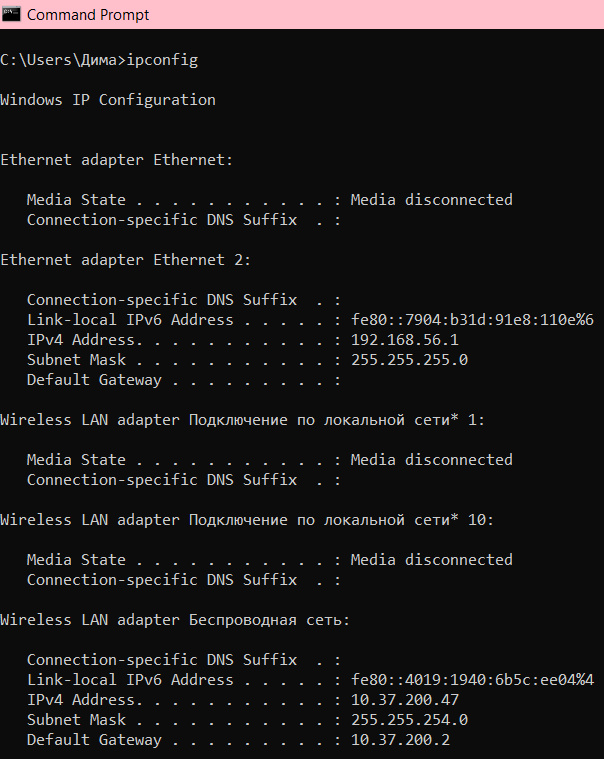 Command Prompt
C:\Users\Дима>ipconfig
Windows IP Configuration
Ethernet adapter Ethernet:
Media State . . . . . . . . . . . : Media disconnected
Connection-specific DNS Suffix  . :
Ethernet adapter Ethernet 2:
Connection-specific DNS Suffix  . :
Link-local IPv6 Address . . . . . : fe80::7904:b31d:91e8:110e%6
IPv4 Address. . . . . . . . . . . : 192.168.56.1
Subnet Mask . . . . . . . . . . . : 255.255.255.0
Default Gateway . . . . . . . . . :
Wireless LAN adapter Подключение по локальной сети* 1:
Media State . . . . . . . . . . . : Media disconnected
Connection-specific DNS Suffix  . :
Wireless LAN adapter Подключение по локальной сети* 10:
Media State . . . . . . . . . . . : Media disconnected
Connection-specific DNS Suffix  . :
Wireless LAN adapter Беспроводная сеть:
Connection-specific DNS Suffix  . :
Link-local IPv6 Address . . . . . : fe80::4019:1940:6b5c:ee04%4
IPv4 Address. . . . . . . . . . . : 10.37.200.47
Subnet Mask . . . . . . . . . . . : 255.255.254.0
Default Gateway . . . . . . . . . : 10.37.200.2